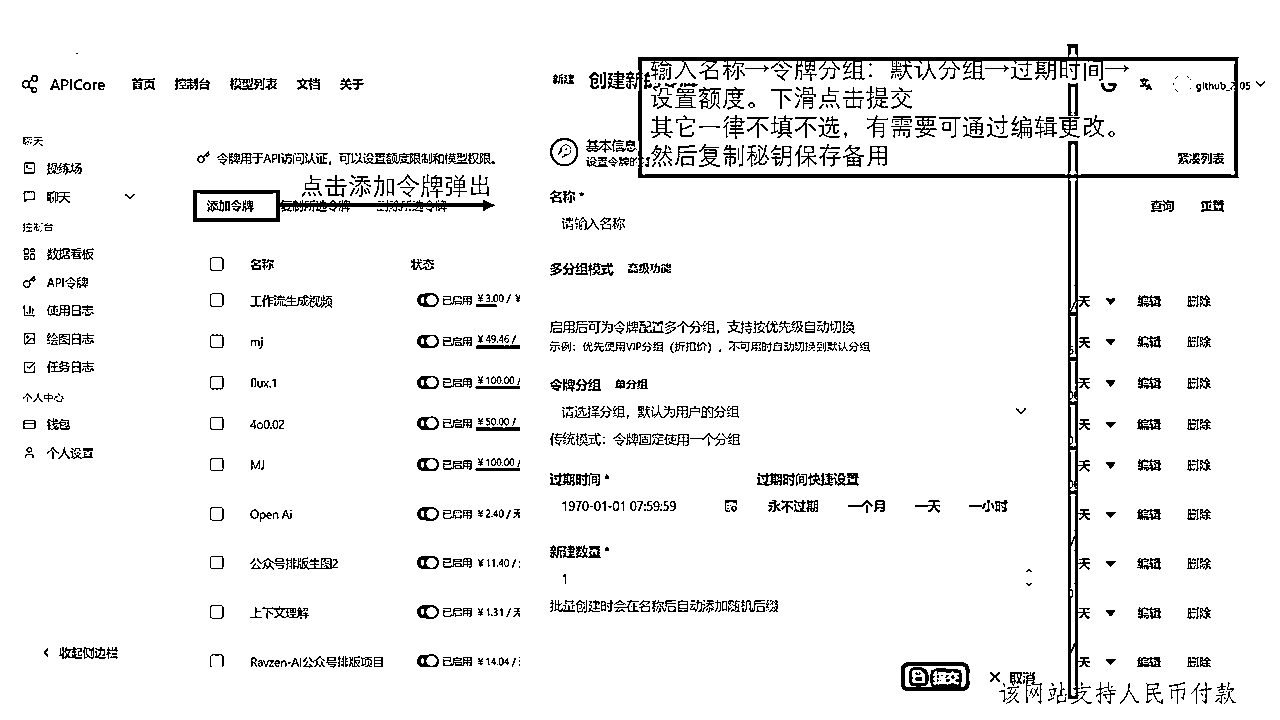 APICore 首页 控制台 模型列表 文档 关于
聊天
操练场
聊天
控制台
数据看板
API令牌
使用日志
绘图日志
任务日志
个人中心
钱包
个人设置
收起侧边栏
令牌用于API访问认证，可以设置额度限制和模型权限。
点击添加令牌弹出
添加令牌 复制所选令牌 删除所选令牌
名称 状态
工作流生成视频 已启用 ¥3.00 / ¥
mj 已启用 ¥49.46 /
flux.1 已启用 ¥100.00 /
4o0.02 已启用 ¥50.00 /
MJ 已启用 ¥100.00 /
Open Ai 已启用 ¥2.40 / 无
公众号排版生图2 已启用 ¥11.40 /
上下文理解 已启用 ¥1.31 / 无
Ravzen-AI公众号排版项目 已启用 ¥14.04 / 无
新建 创建新的
输入名称→令牌分组：默认分组→过期时间→
设置额度。下滑点击提交
其它一律不填不选，有需要可通过编辑更改。
然后复制秘钥保存备用
基本信息
设置令牌的
名称 *
请输入名称
多分组模式 高级功能
启用后可为令牌配置多个分组，支持按优先级自动切换
示例：优先使用VIP分组（折扣价），不可用时自动切换到默认分组
令牌分组 单分组
请选择分组，默认为用户的分组
传统模式：令牌固定使用一个分组
过期时间 * 过期时间快捷设置
1970-01-01 07:59:59 永不过期 一个月 一天 一小时
新建数量 *
1
批量创建时会在名称后自动添加随机后缀
提交 取消
紧凑列表
查询 重置
天 编辑 删除
天 编辑 删除
天 编辑 删除
天 编辑 删除
天 编辑 删除
天 编辑 删除
天 编辑 删除
天 编辑 删除
天 编辑 删除
该网站支持人民币付款